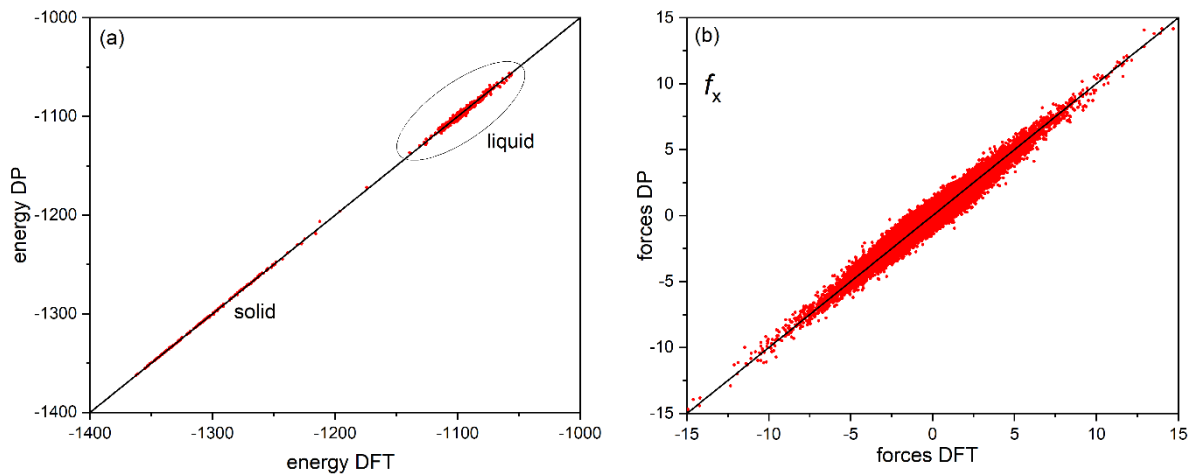 (a)
-1000
-1100
-1200
-1300
-1400
energy DP
liquid
solid
-1400 -1300 -1200 -1100 -1000
energy DFT
(b)
fx
15
10
5
0
-5
-10
15
forces DP
-15 -10 -5 0 5 10 15
forces DFT